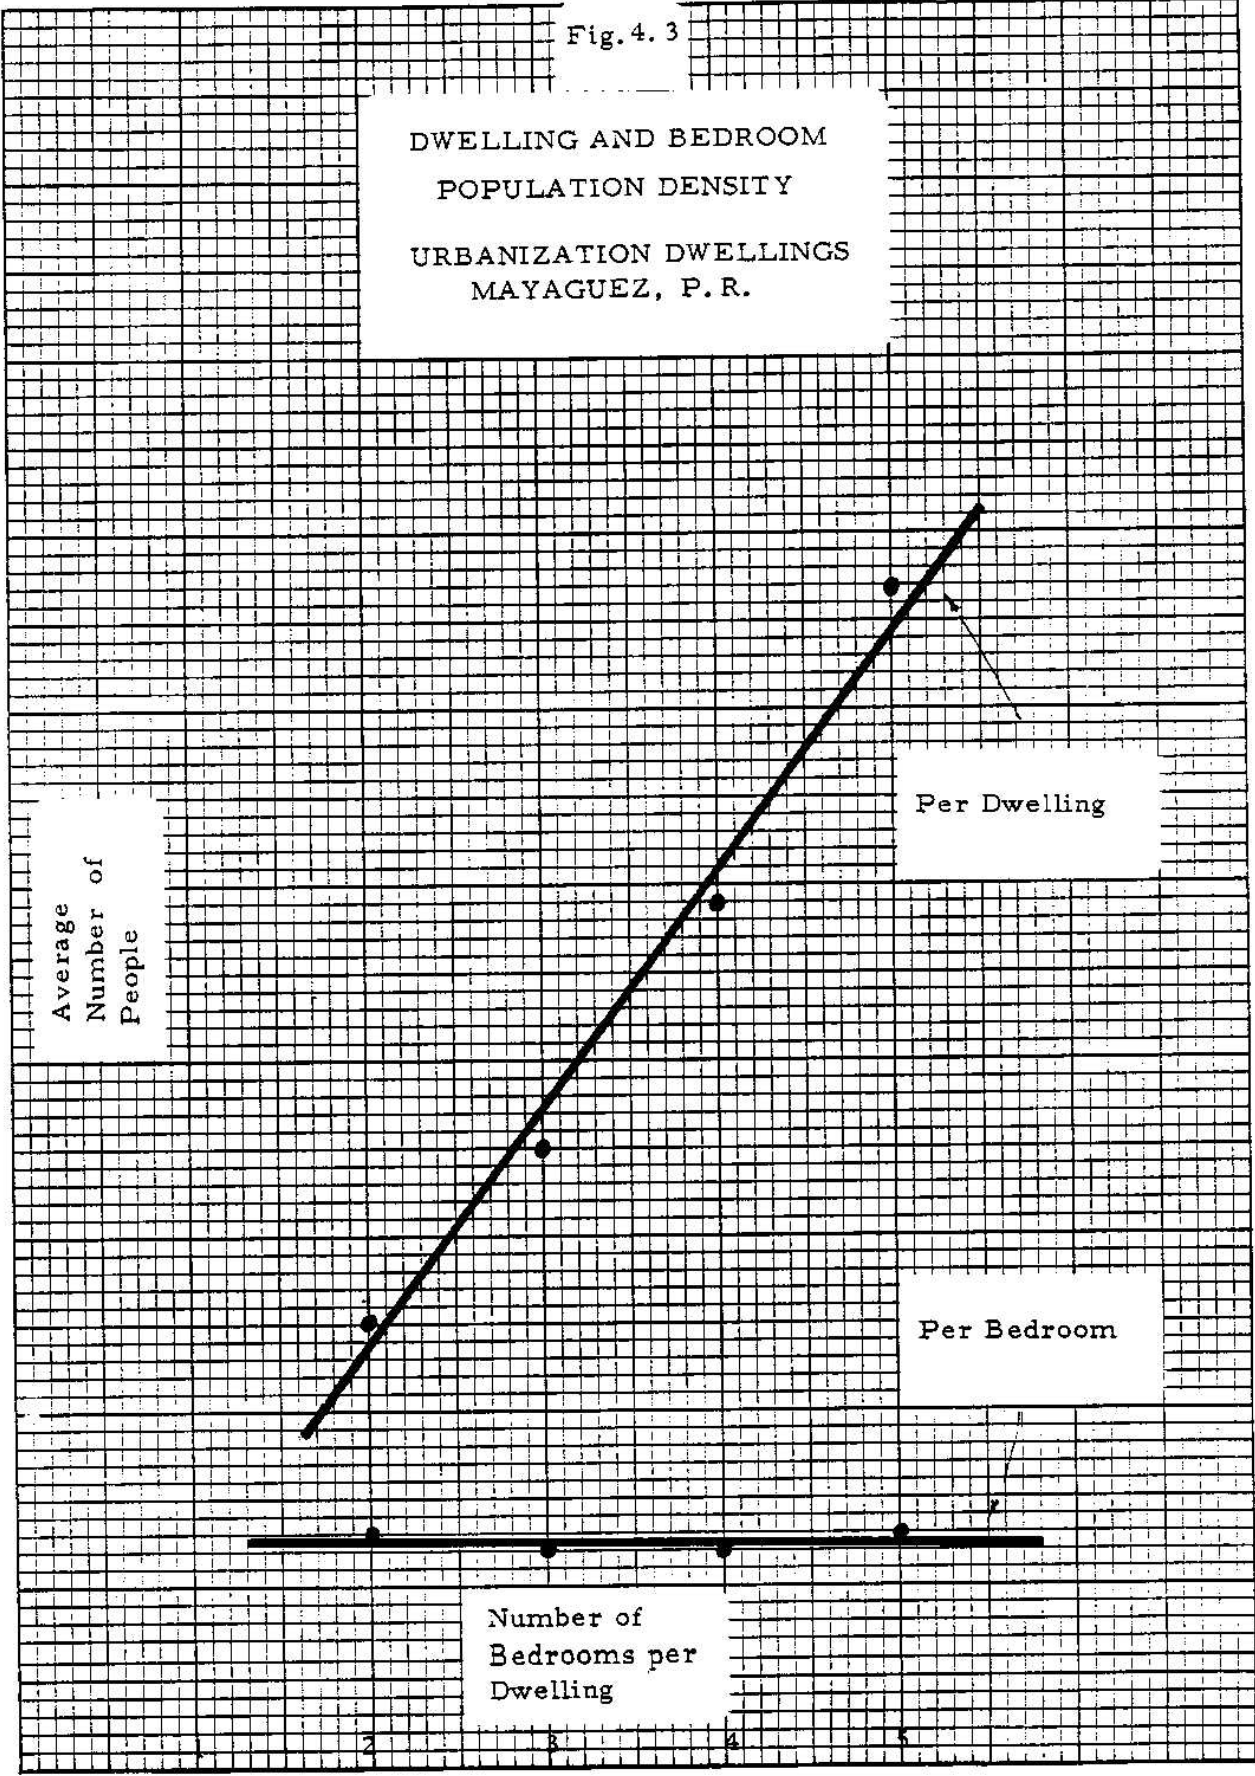 Fig. 4. 3
DWELLING AND BEDROOM
POPULATION DENSITY
URBANIZATION DWELLINGS
MAYAGUEZ, P. R.
Per Dwelling
Average
Number of
People
Per Bedroom
Number of
Bedrooms per
Dwelling
1 2 3 4 5